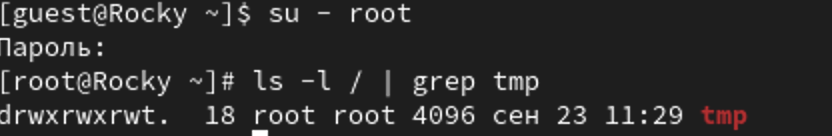 [guest@Rocky ~]$ su - root
Пароль:
[root@Rocky ~]# ls -l / | grep tmp
drwxrwxrwt.  18 root root 4096 сен 23 11:29 tmp